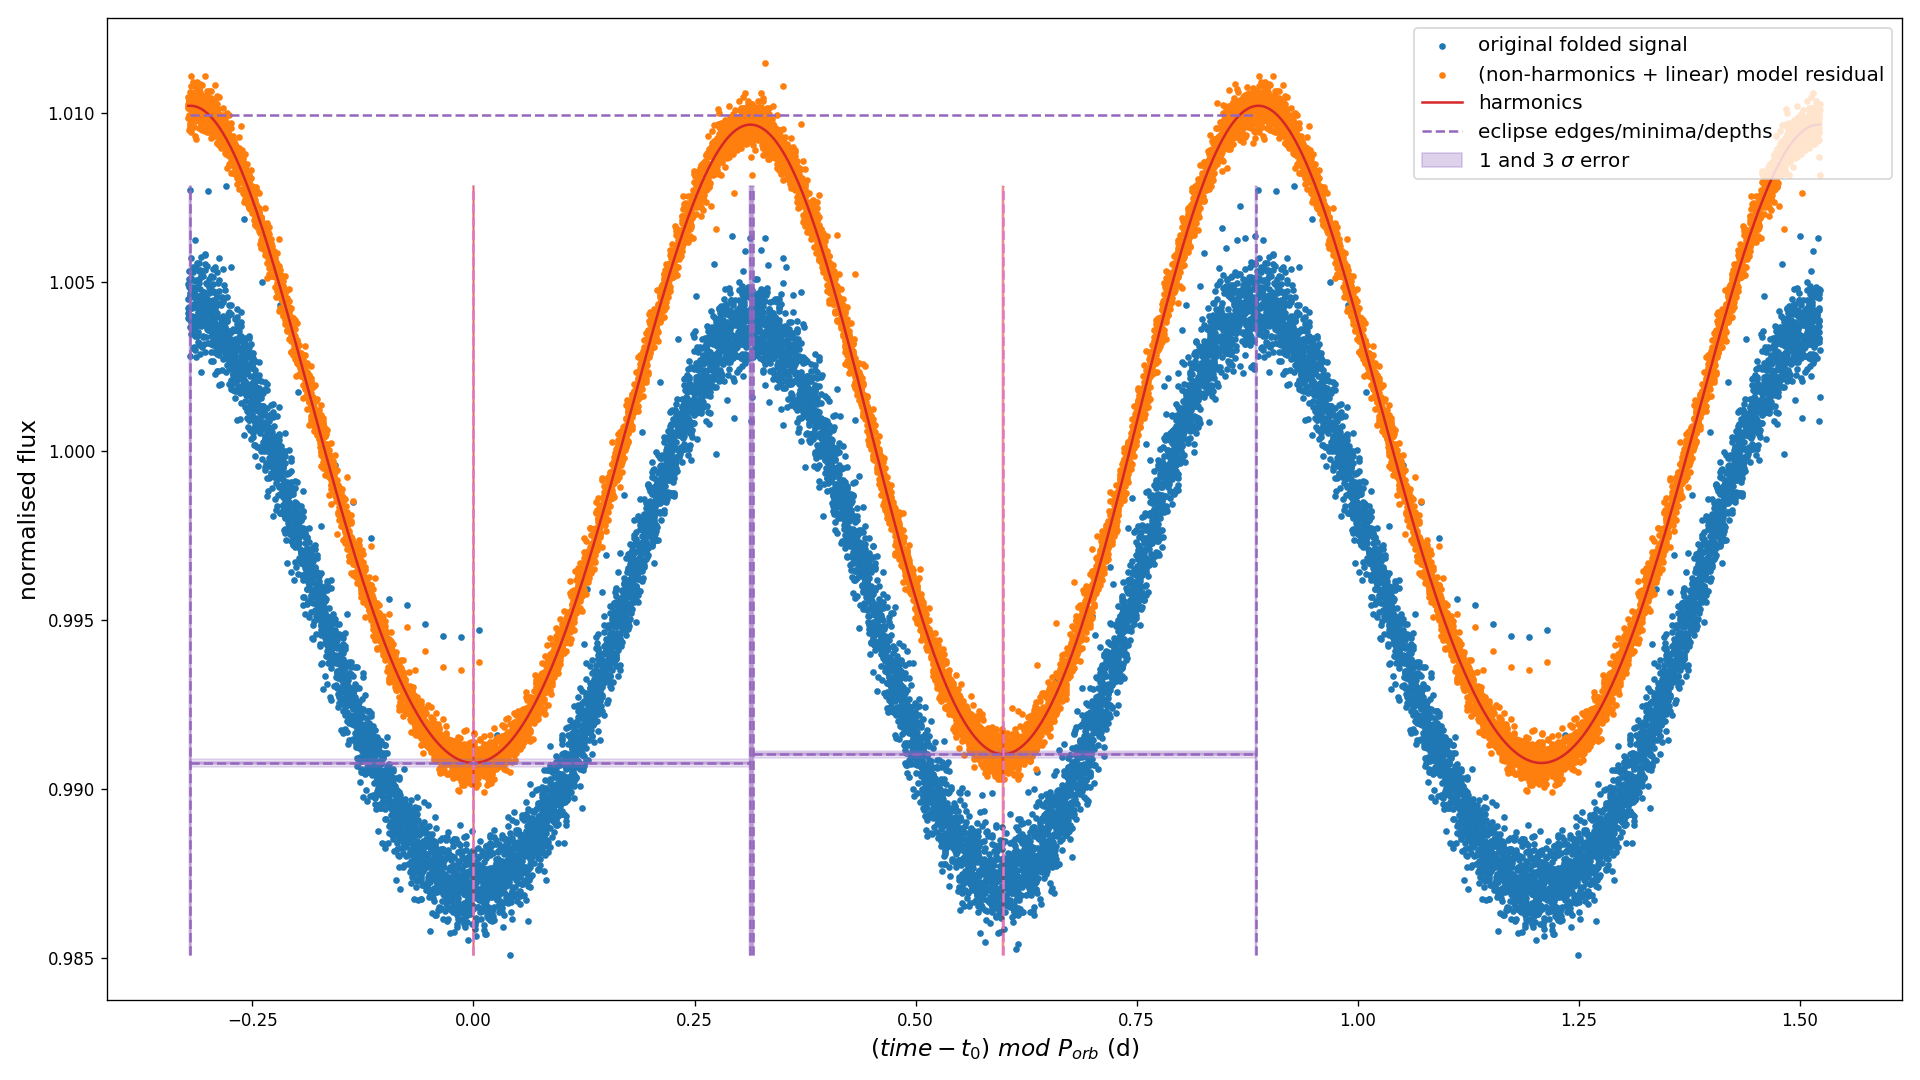 original folded signal
(non-harmonics + linear) model residual
harmonics
eclipse edges/minima/depths
1 and 3 σ error
normalised flux
1.010
1.005
1.000
0.995
0.990
0.985
−0.25 0.00 0.25 0.50 0.75 1.00 1.25 1.50
(time − t₀) mod Pₒᵣᵦ (d)